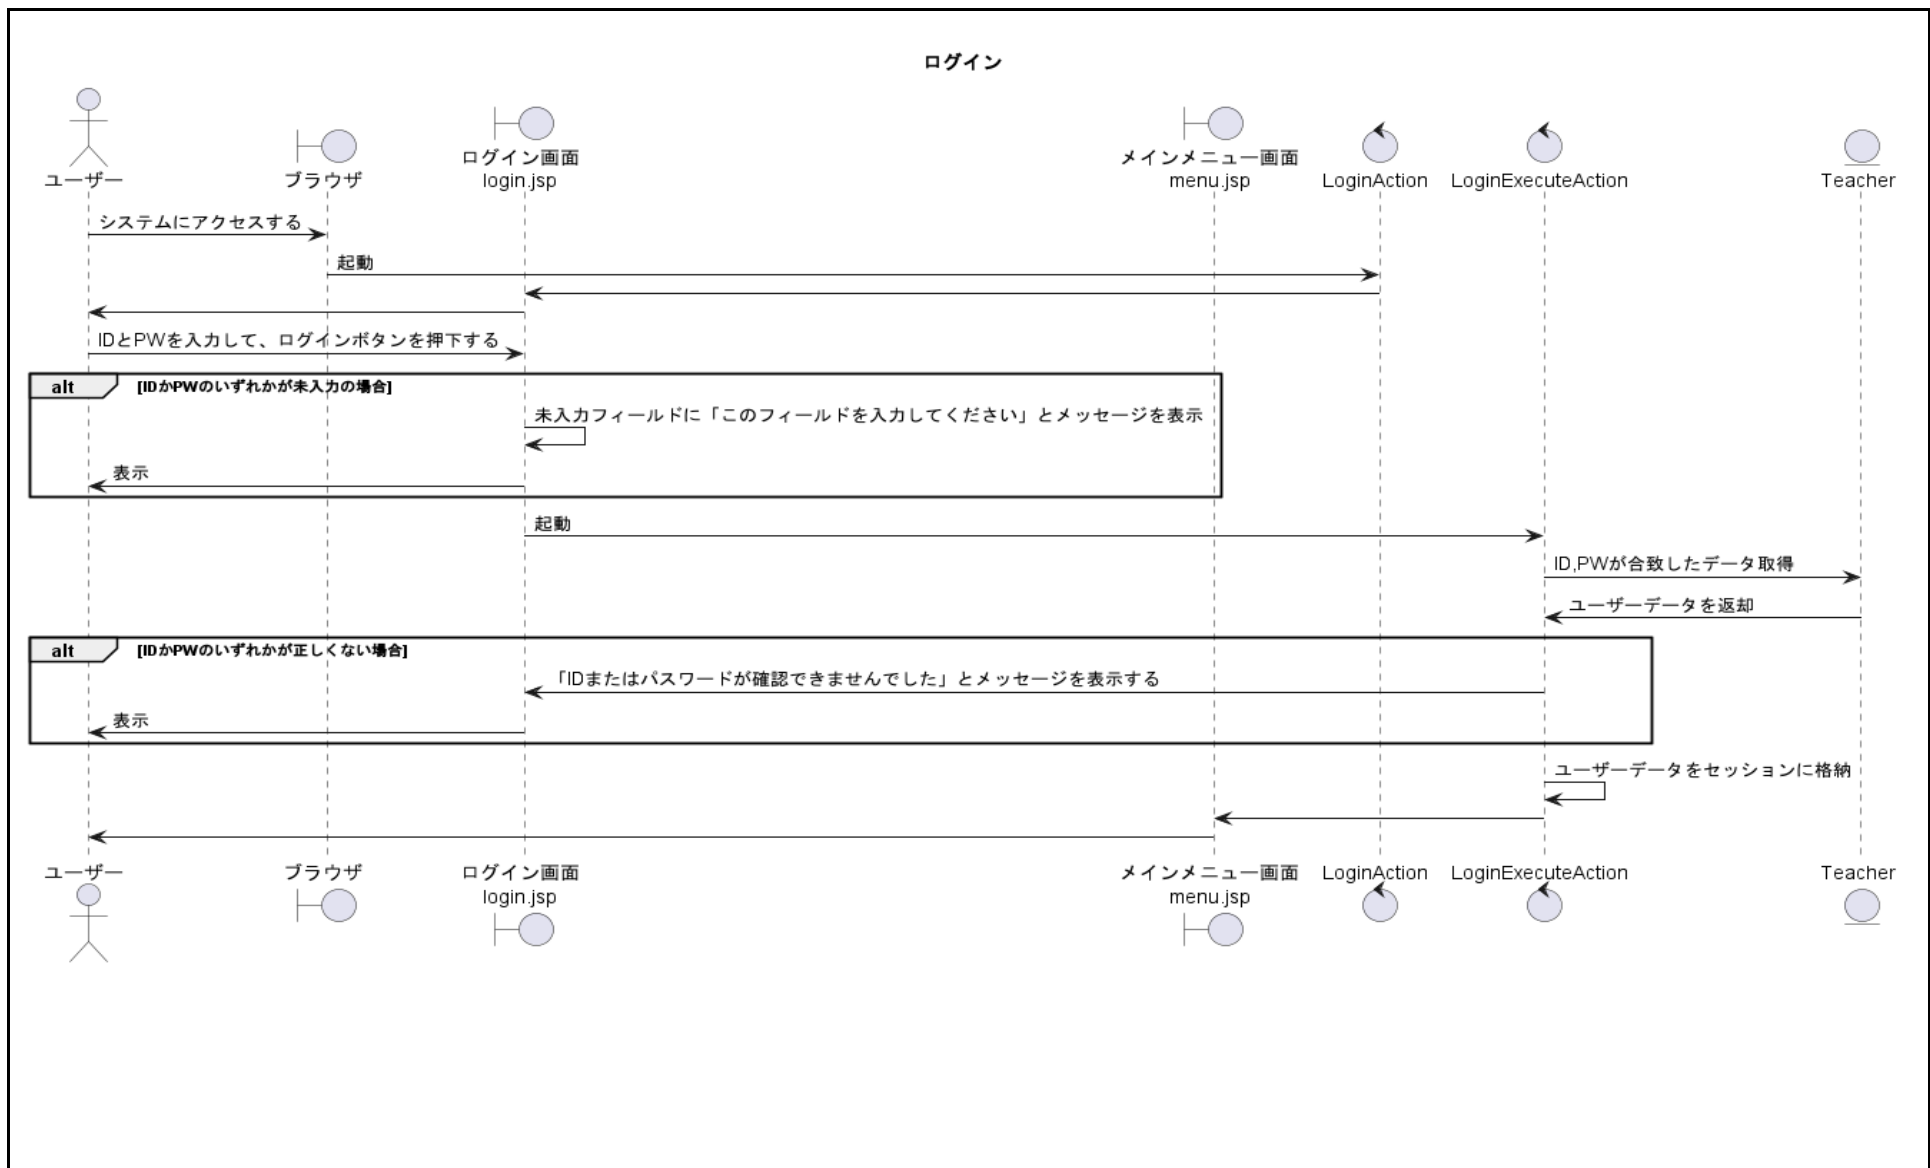 ログイン
ユーザー
ブラウザ
ログイン画面
login.jsp
メインメニュー画面
menu.jsp
LoginAction
LoginExecuteAction
Teacher
システムにアクセスする
起動
IDとPWを入力して、ログインボタンを押下する
alt [IDかPWのいずれかが未入力の場合]
未入力フィールドに「このフィールドを入力してください」とメッセージを表示
表示
起動
ID,PWが合致したデータ取得
ユーザーデータを返却
alt [IDかPWのいずれかが正しくない場合]
「IDまたはパスワードが確認できませんでした」とメッセージを表示する
表示
ユーザーデータをセッションに格納
ユーザー
ブラウザ
ログイン画面
login.jsp
メインメニュー画面
menu.jsp
LoginAction
LoginExecuteAction
Teacher